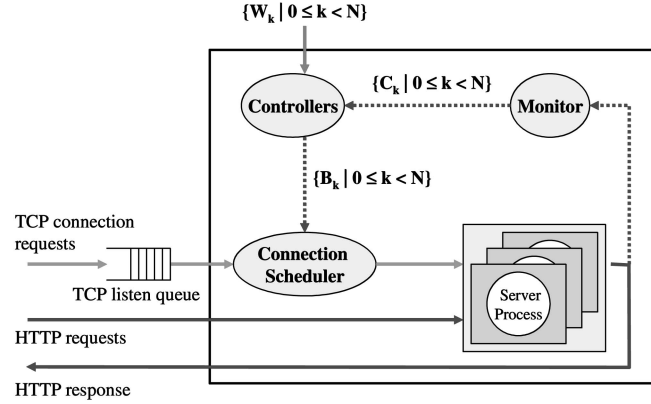 {W_k | 0 ≤ k < N}
{C_k | 0 ≤ k < N}
Controllers
Monitor
{B_k | 0 ≤ k < N}
TCP connection
requests
Connection
Scheduler
TCP listen queue
Server
Process
HTTP requests
HTTP response